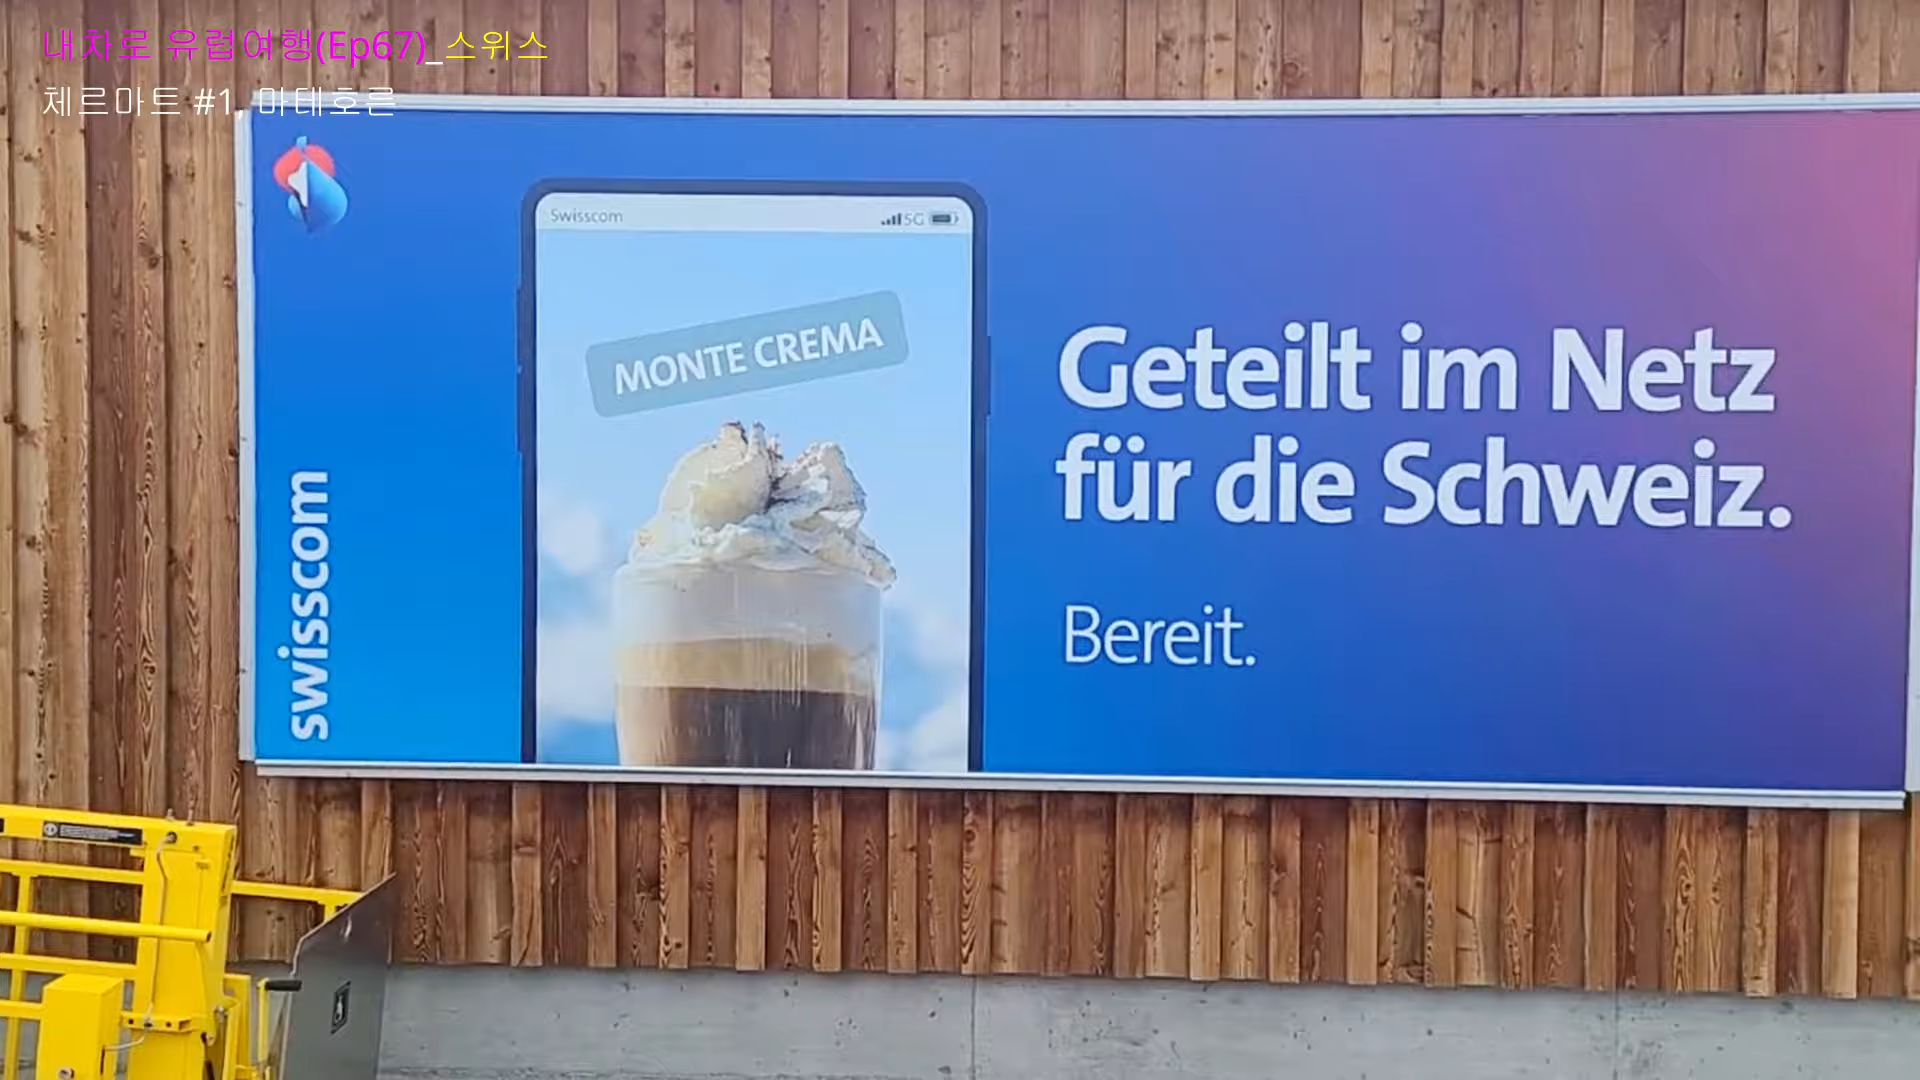 내차로 유럽여행(Ep67)_스위스
체르마트 #1, 마테호른
swisscom
Swisscom
5G
MONTE CREMA
Geteilt im Netz
für die Schweiz.
Bereit.